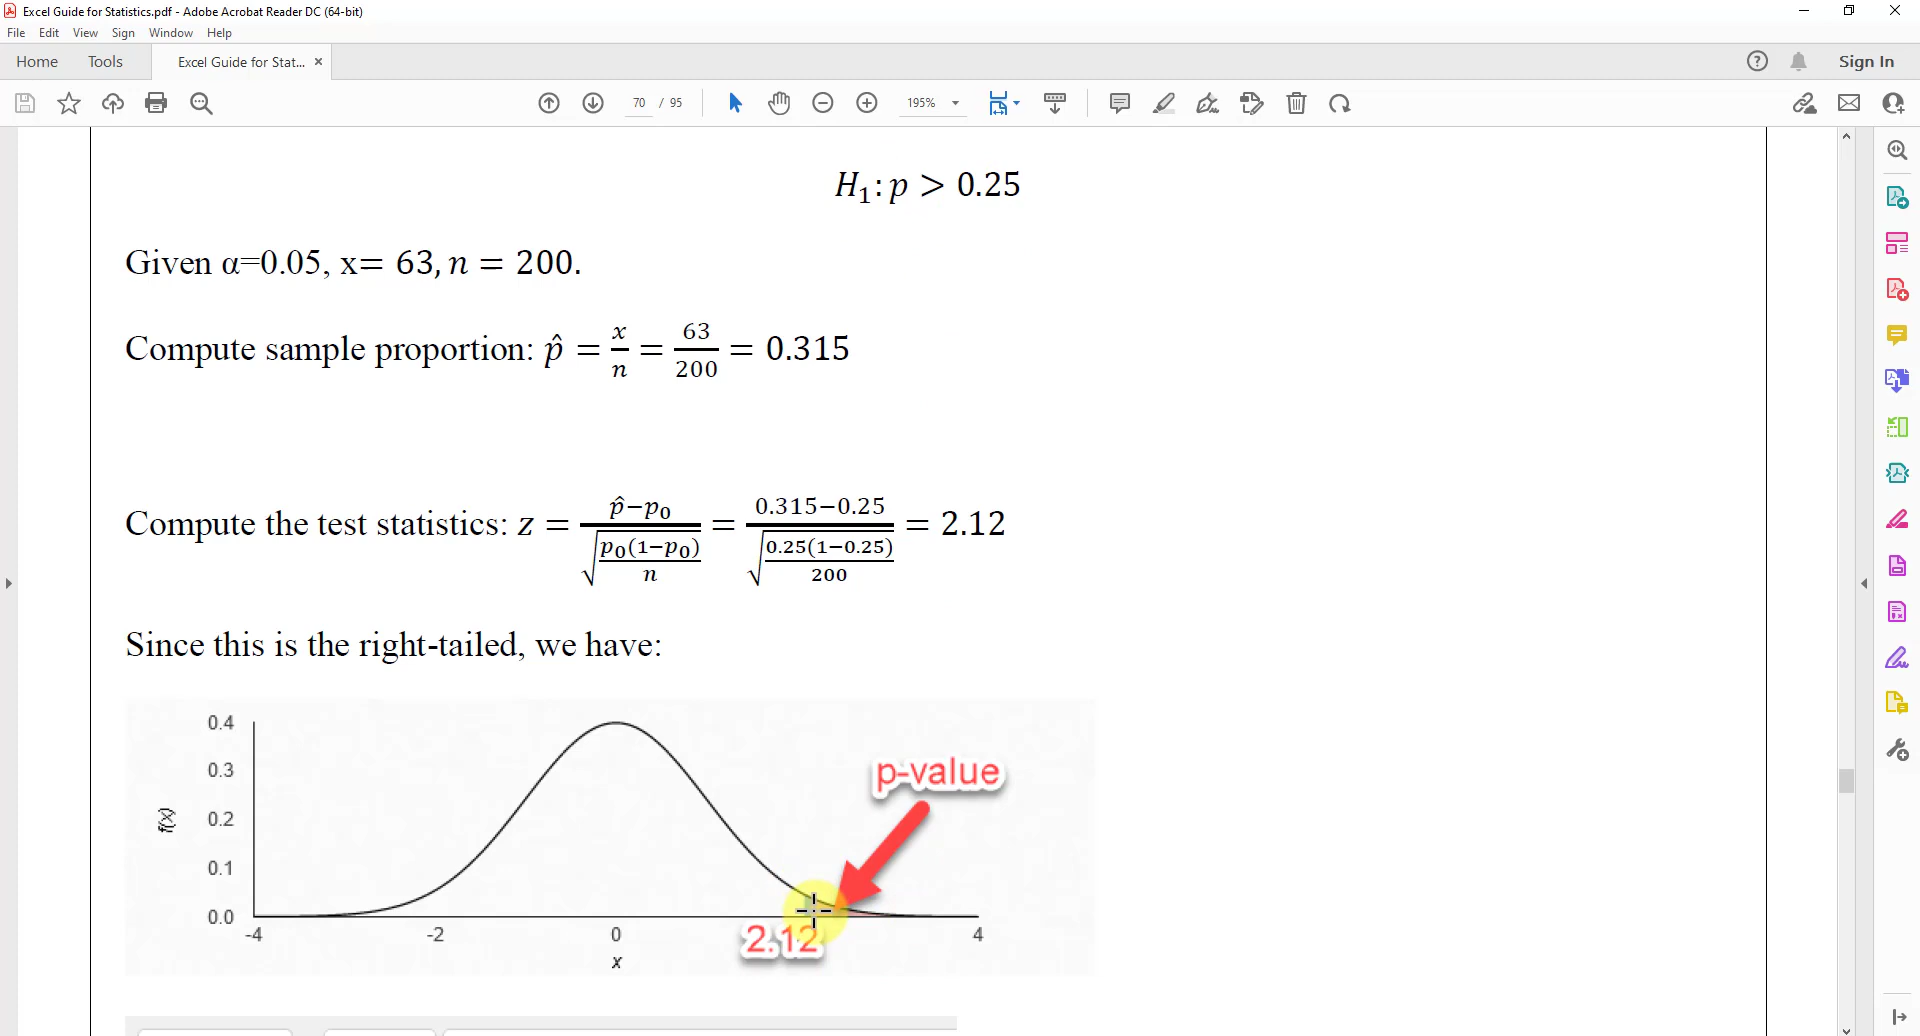 Excel Guide for Statistics.pdf - Adobe Acrobat Reader DC (64-bit)
File Edit View Sign Window Help
Home Tools Excel Guide for Stat... × Sign In
70 / 95 195%
H₁: p > 0.25
Given α=0.05, x= 63, n = 200.
Compute sample proportion: p̂ = x/n = 63/200 = 0.315
Compute the test statistics: z = (p̂−p₀)/√(p₀(1−p₀)/n) = (0.315−0.25)/√(0.25(1−0.25)/200) = 2.12
Since this is the right-tailed, we have:
0.4
0.3
0.2
0.1
0.0
f(x)
p-value
-4 -2 0 4
2.12
x